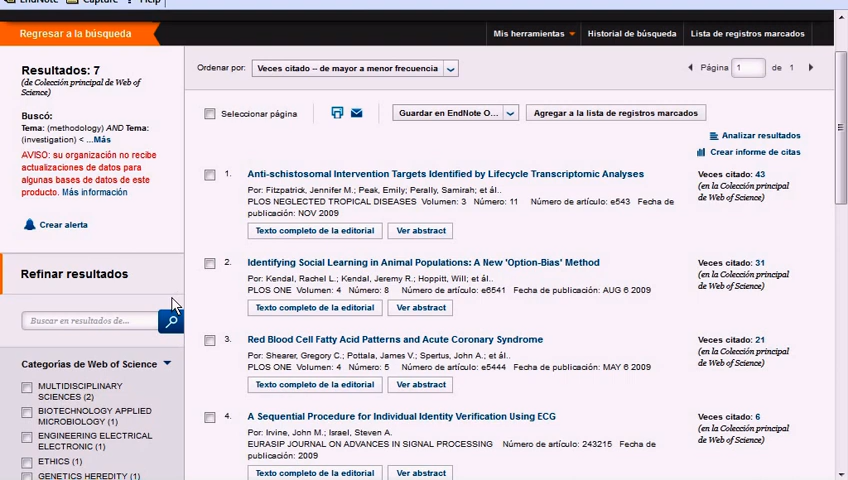 EndNote Capture Help
Regresar a la búsqueda
Mis herramientas
Historial de búsqueda
Lista de registros marcados
Resultados: 7
(de Colección principal de Web of
Science)
Buscó:
Tema: (methodology) AND Tema:
(investigation) < ...Más
AVISO: su organización no recibe
actualizaciones de datos para
algunas bases de datos de este
producto. Más información
Crear alerta
Refinar resultados
Buscar en resultados de...
Categorías de Web of Science
MULTIDISCIPLINARY
SCIENCES (2)
BIOTECHNOLOGY APPLIED
MICROBIOLOGY (1)
ENGINEERING ELECTRICAL
ELECTRONIC (1)
ETHICS (1)
GENETICS HEREDITY (1)
Ordenar por: Veces citado -- de mayor a menor frecuencia
Página 1 de 1
Seleccionar página
Guardar en EndNote O...
Agregar a la lista de registros marcados
Analizar resultados
Crear informe de citas
1. Anti-schistosomal Intervention Targets Identified by Lifecycle Transcriptomic Analyses
Por: Fitzpatrick, Jennifer M.; Peak, Emily; Perally, Samirah; et ál..
PLOS NEGLECTED TROPICAL DISEASES Volumen: 3 Número: 11 Número de artículo: e543 Fecha de
publicación: NOV 2009
Texto completo de la editorial Ver abstract
Veces citado: 43
(en la Colección
principal de Web of
Science)
2. Identifying Social Learning in Animal Populations: A New 'Option-Bias' Method
Por: Kendal, Rachel L.; Kendal, Jeremy R.; Hoppitt, Will; et ál..
PLOS ONE Volumen: 4 Número: 8 Número de artículo: e6541 Fecha de publicación: AUG 6 2009
Texto completo de la editorial Ver abstract
Veces citado: 31
(en la Colección
principal de Web of
Science)
3. Red Blood Cell Fatty Acid Patterns and Acute Coronary Syndrome
Por: Shearer, Gregory C.; Pottala, James V.; Spertus, John A.; et ál..
PLOS ONE Volumen: 4 Número: 5 Número de artículo: e5444 Fecha de publicación: MAY 6 2009
Texto completo de la editorial Ver abstract
Veces citado: 21
(en la Colección
principal de Web of
Science)
4. A Sequential Procedure for Individual Identity Verification Using ECG
Por: Irvine, John M.; Israel, Steven A.
EURASIP JOURNAL ON ADVANCES IN SIGNAL PROCESSING Número de artículo: 243215 Fecha de
publicación: 2009
Texto completo de la editorial Ver abstract
Veces citado: 6
(en la Colección
principal de Web of
Science)